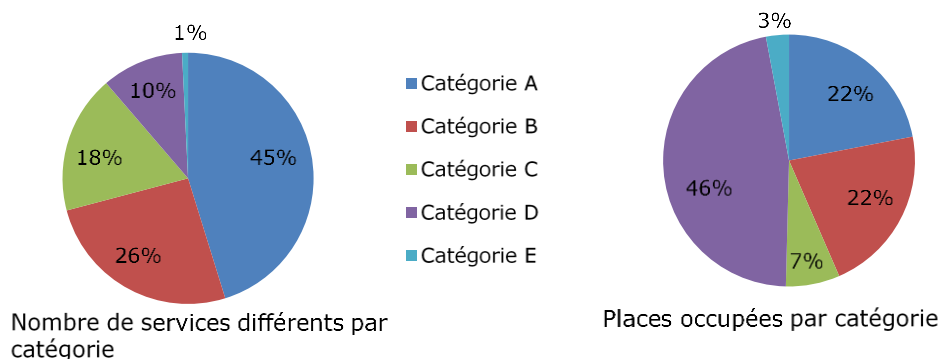 1%
10%
18%
45%
26%
Nombre de services différents par
catégorie
Catégorie A
Catégorie B
Catégorie C
Catégorie D
Catégorie E
3%
22%
46%
22%
7%
Places occupées par catégorie